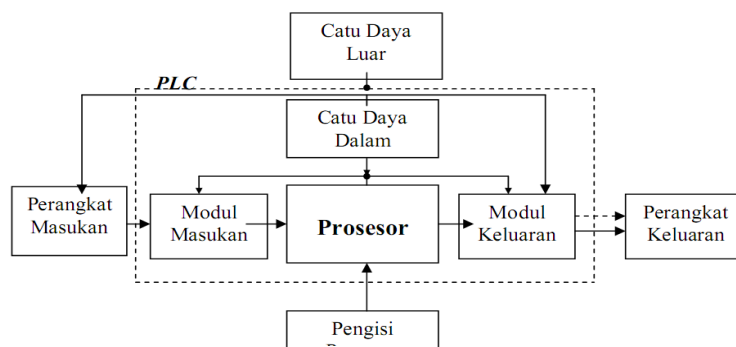 Catu Daya
Luar
PLC
Catu Daya
Dalam
Perangkat
Masukan
Modul
Masukan
Prosesor
Modul
Keluaran
Perangkat
Keluaran
Pengisi